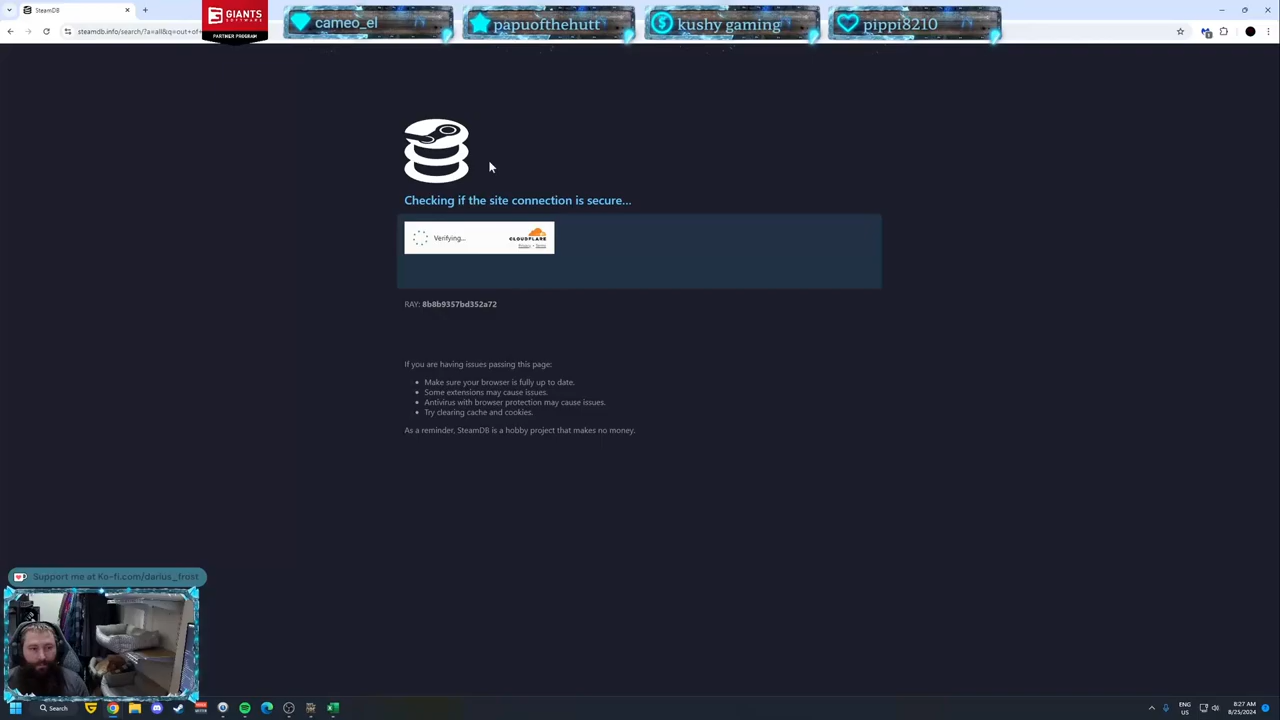 SteamDB
GIANTS
SOFTWARE
PARTNER PROGRAM
cameo_el
papuofthehutt
kushy gaming
pippi8210
steamdb.info/search/?a=all&q=out+of+
Checking if the site connection is secure...
Verifying...
CLOUDFLARE
Privacy • Terms
RAY: 8b8b9357bd352a72
If you are having issues passing this page:
Make sure your browser is fully up to date.
Some extensions may cause issues.
Antivirus with browser protection may cause issues.
Try clearing cache and cookies.
As a reminder, SteamDB is a hobby project that makes no money.
Support me at Ko-fi.com/darius_frost
Search
ENG
US
8:27 AM
8/25/2024